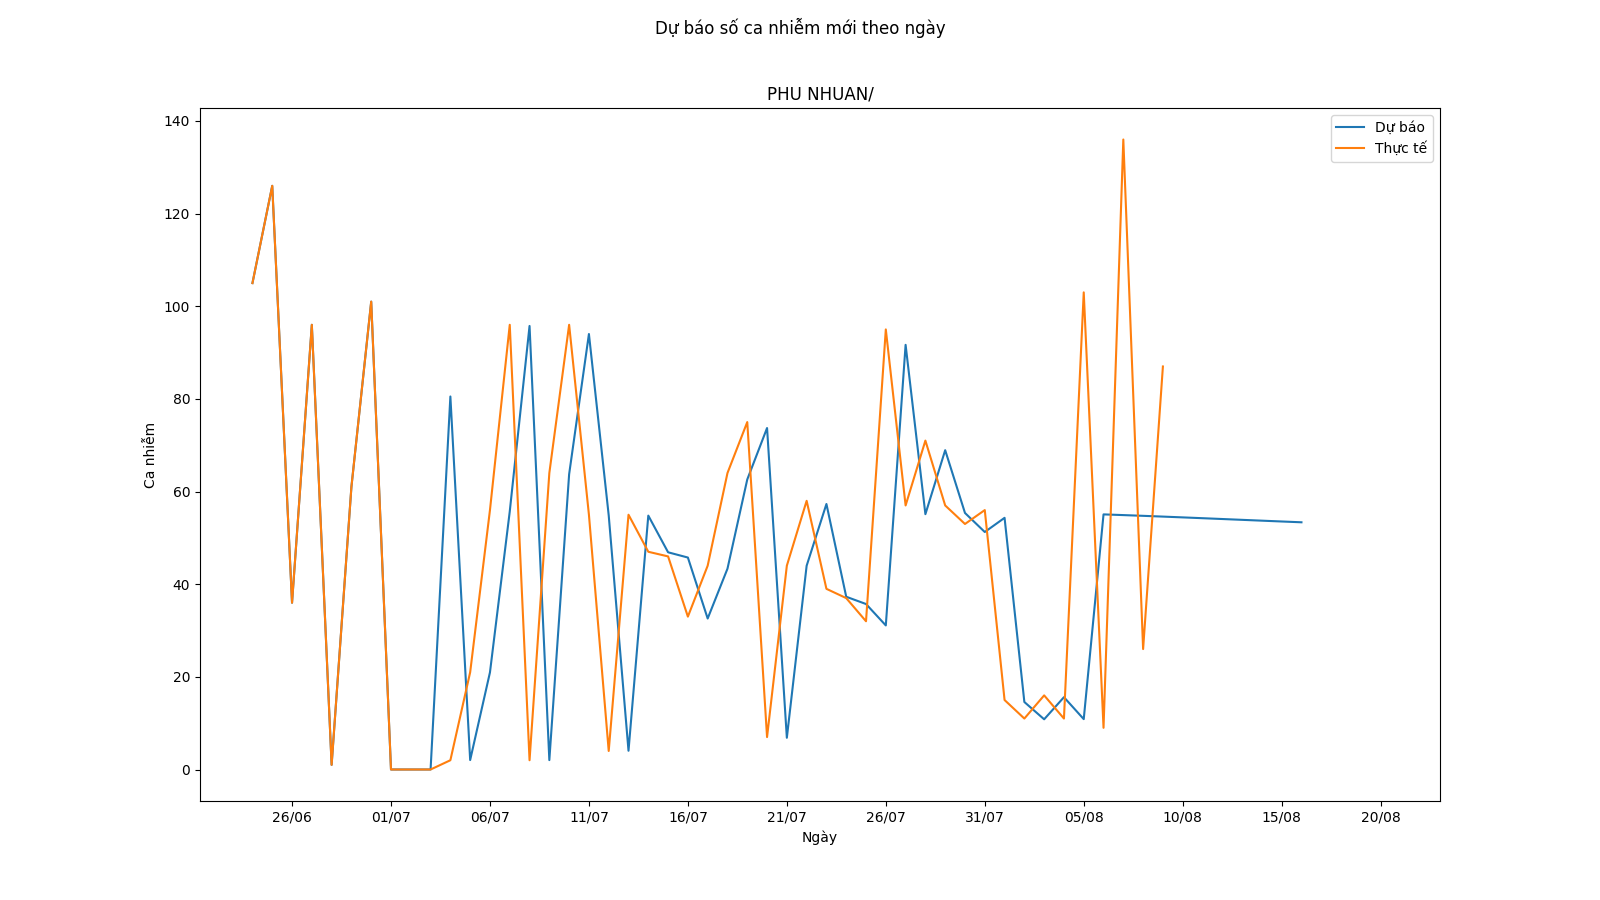 Dự báo số ca nhiễm mới theo ngày
PHU NHUAN/
Dự báo
Thực tế
Ca nhiễm
140
120
100
80
60
40
20
0
26/06 01/07 06/07 11/07 16/07 21/07 26/07 31/07 05/08 10/08 15/08 20/08
Ngày